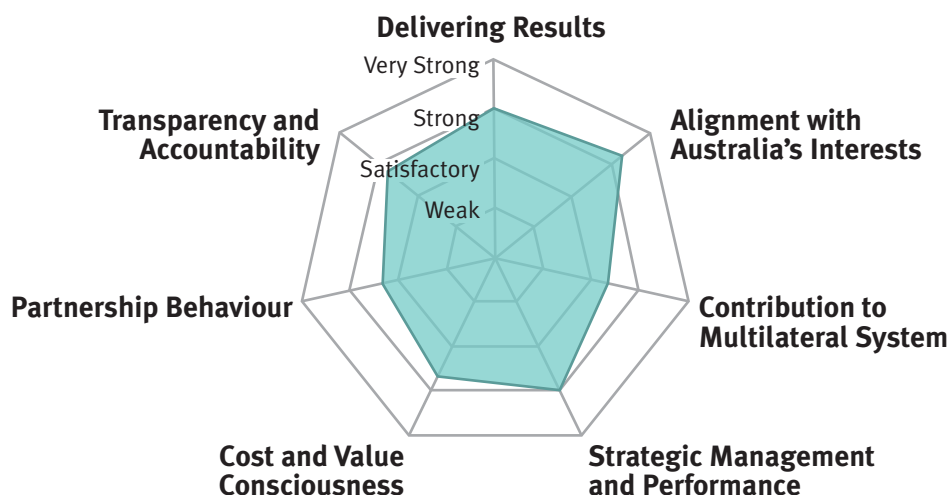 Delivering Results
Very Strong
Strong
Satisfactory
Weak
Transparency and
Accountability
Alignment with
Australia’s Interests
Partnership Behaviour
Contribution to
Multilateral System
Cost and Value
Consciousness
Strategic Management
and Performance